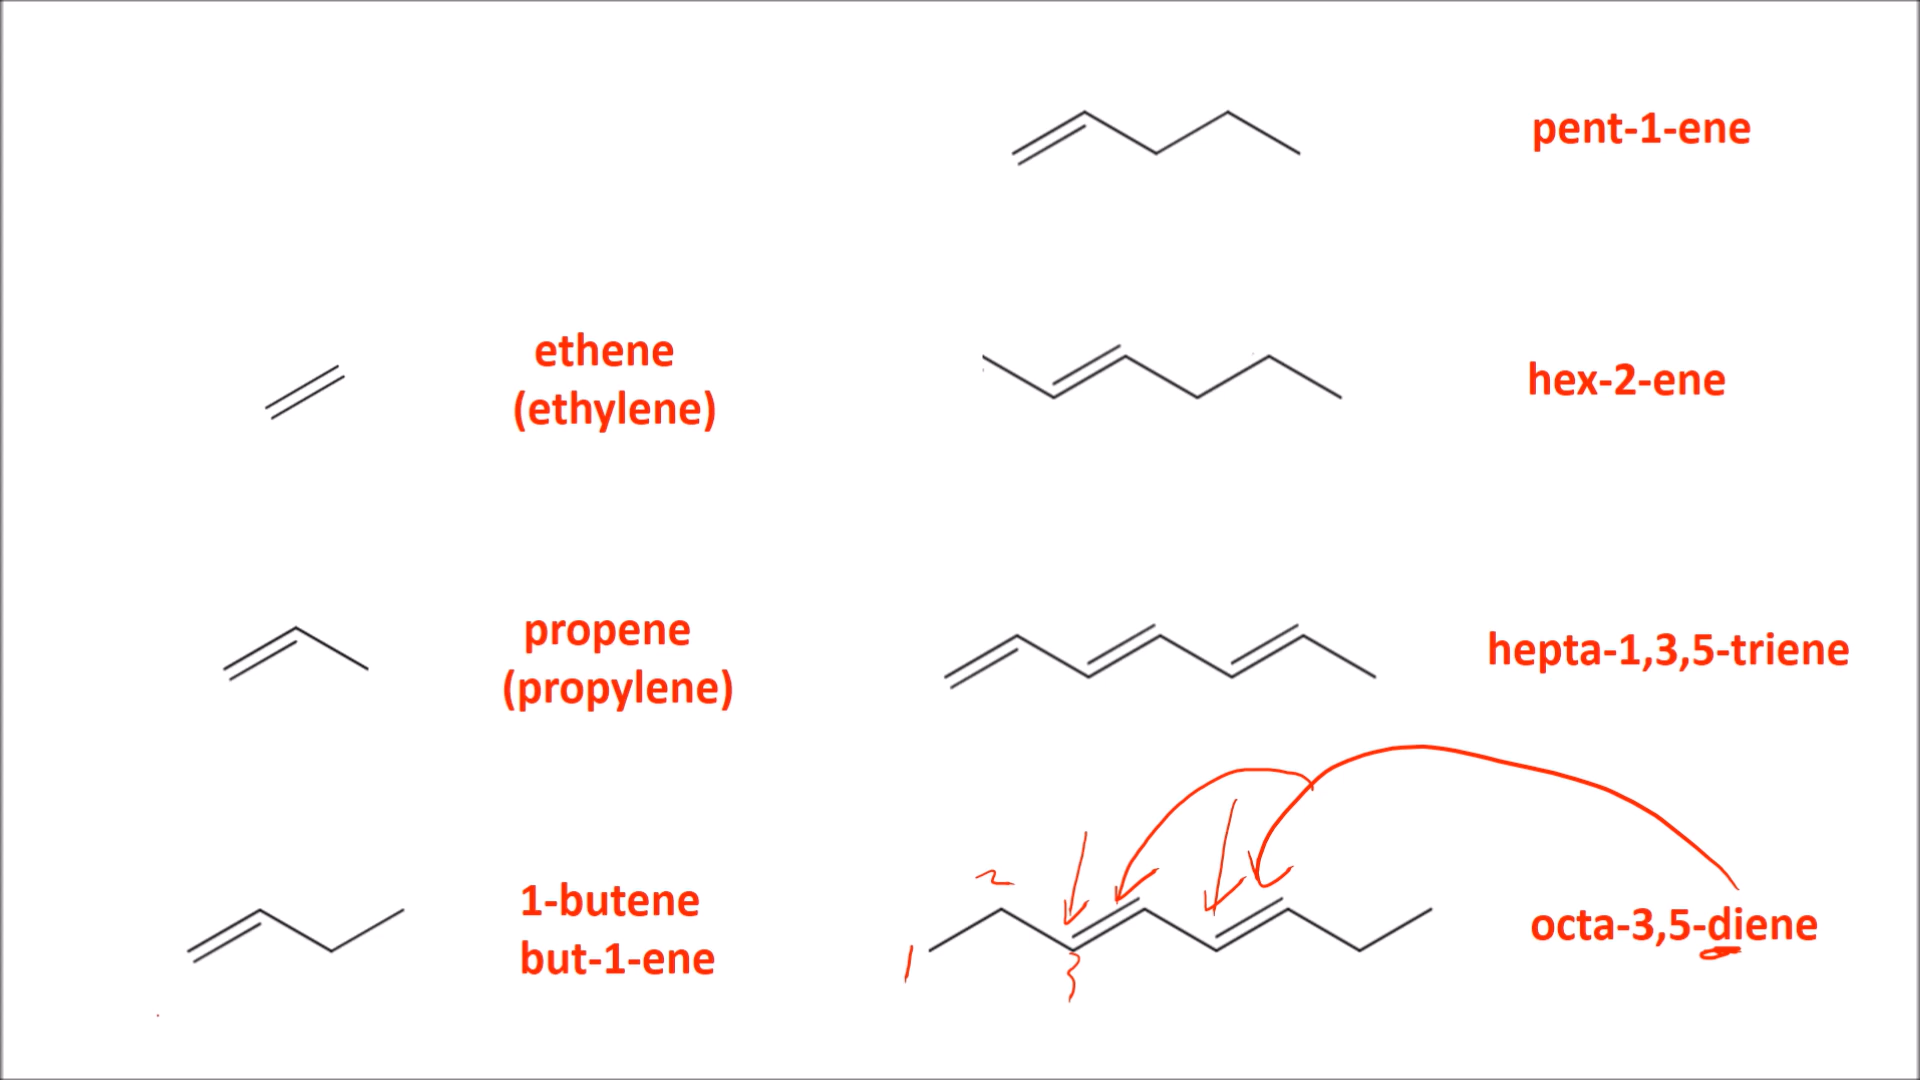 pent-1-ene
ethene
(ethylene)
hex-2-ene
propene
(propylene)
hepta-1,3,5-triene
2
1-butene
but-1-ene
octa-3,5-diene
1
3